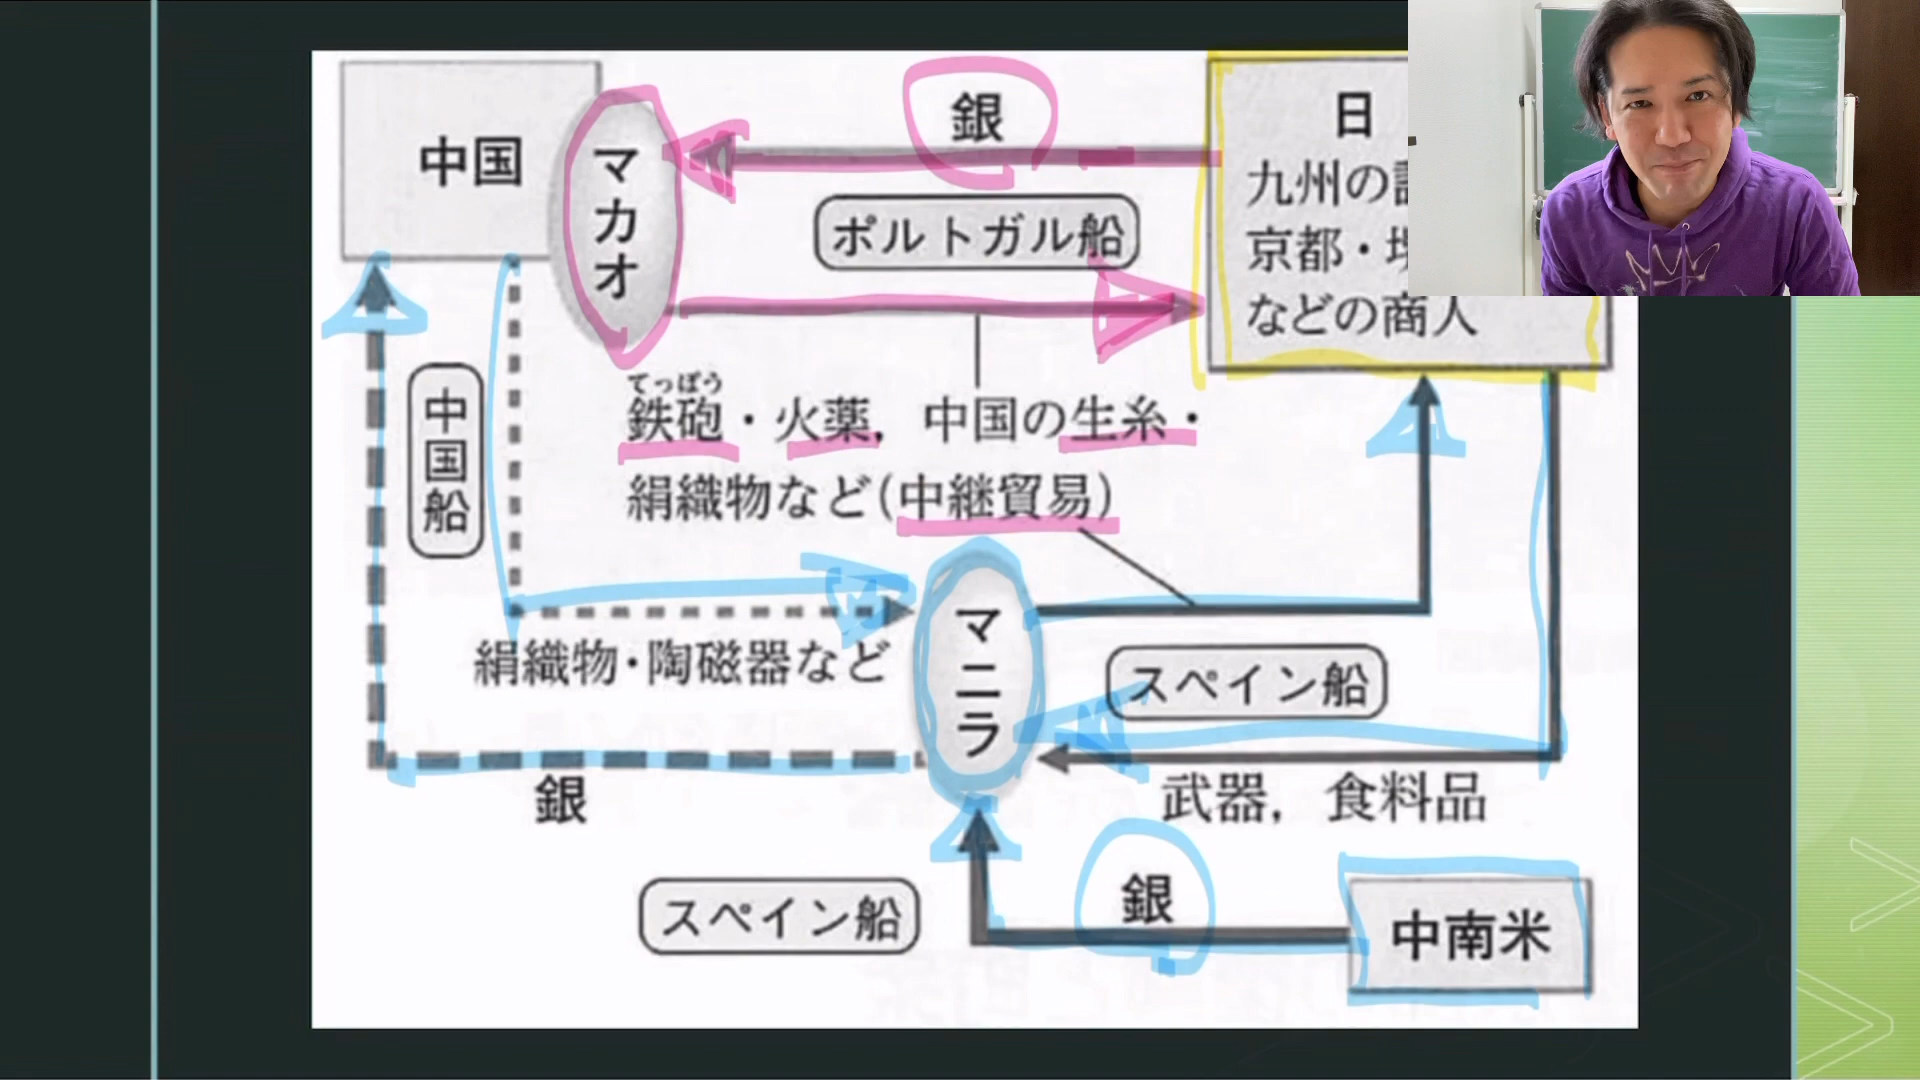 中国
マカオ
銀
ポルトガル船
日
九州の
京都・
などの商人
中国船
てっぽう
鉄砲・火薬，中国の生糸・
絹織物など(中継貿易)
マニラ
絹織物・陶磁器など
スペイン船
銀
武器，食料品
スペイン船
銀
中南米